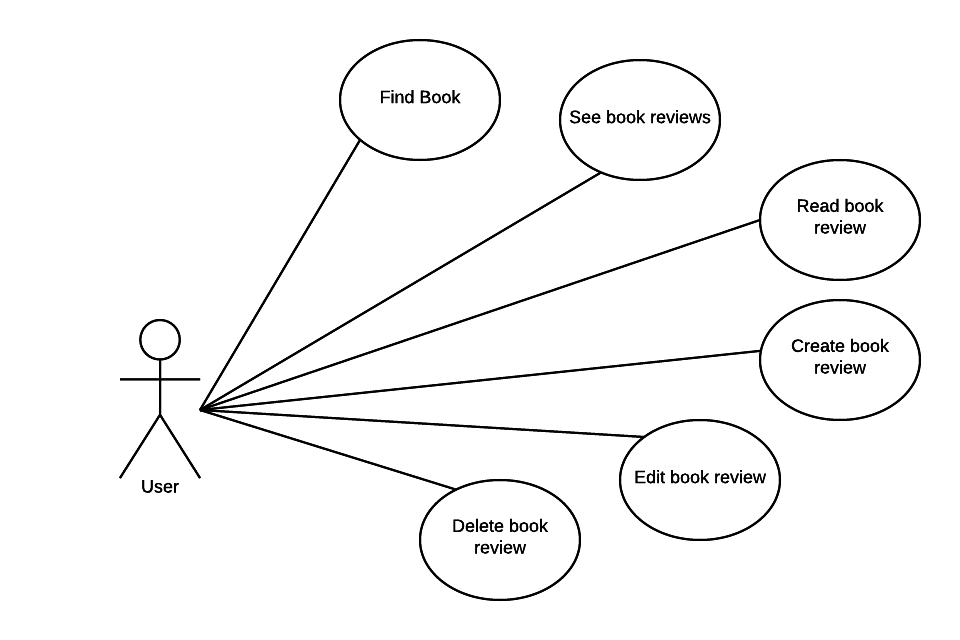 Find Book
See book reviews
Read book
review
Create book
review
Edit book review
Delete book
review
User